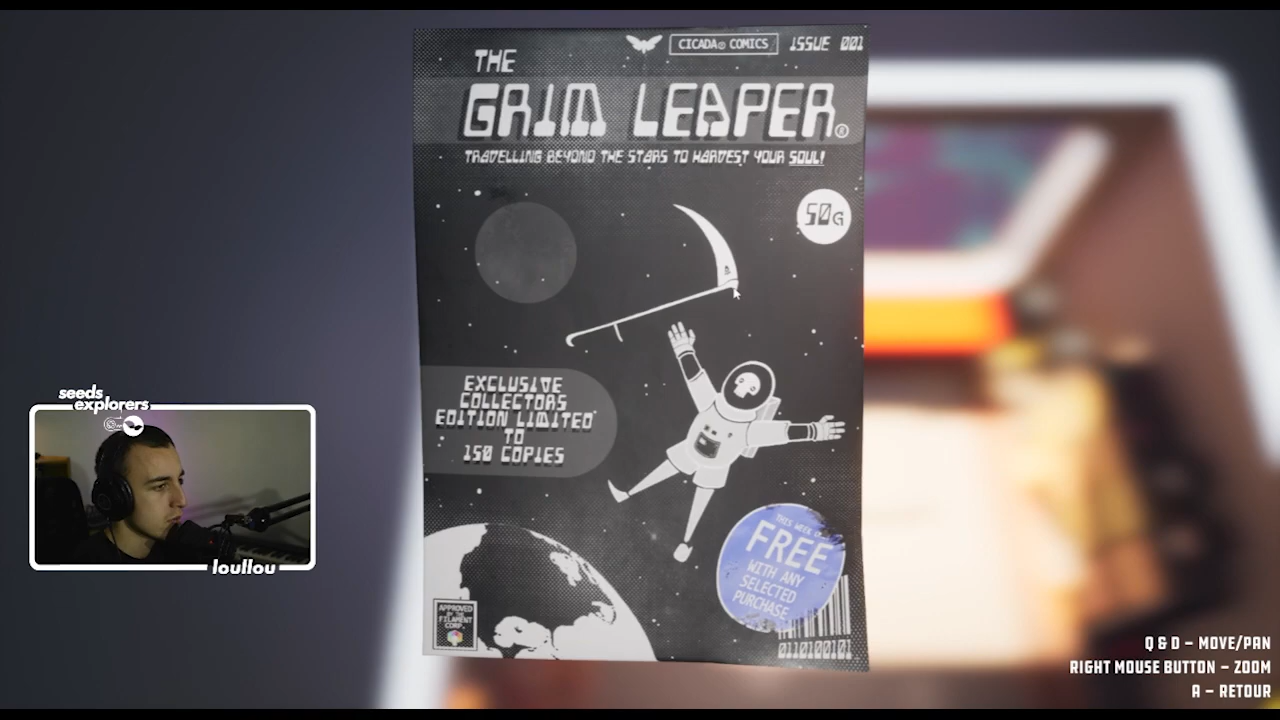 CICADA® COMICS
ISSUE 001
THE
GRIM LEAPER®
TRAVELLING BEYOND THE STARS TO HARVEST YOUR SOUL!
50G
EXCLUSIVE
COLLECTORS
EDITION LIMITED
TO
150 COPIES
THIS WEEK
FREE
WITH ANY
SELECTED
PURCHASE
APPROVED
BY THE
FILAMENT
CORP.
0110100101
seeds
explorers
loullou
Q & D - MOVE/PAN
RIGHT MOUSE BUTTON - ZOOM
A - RETOUR